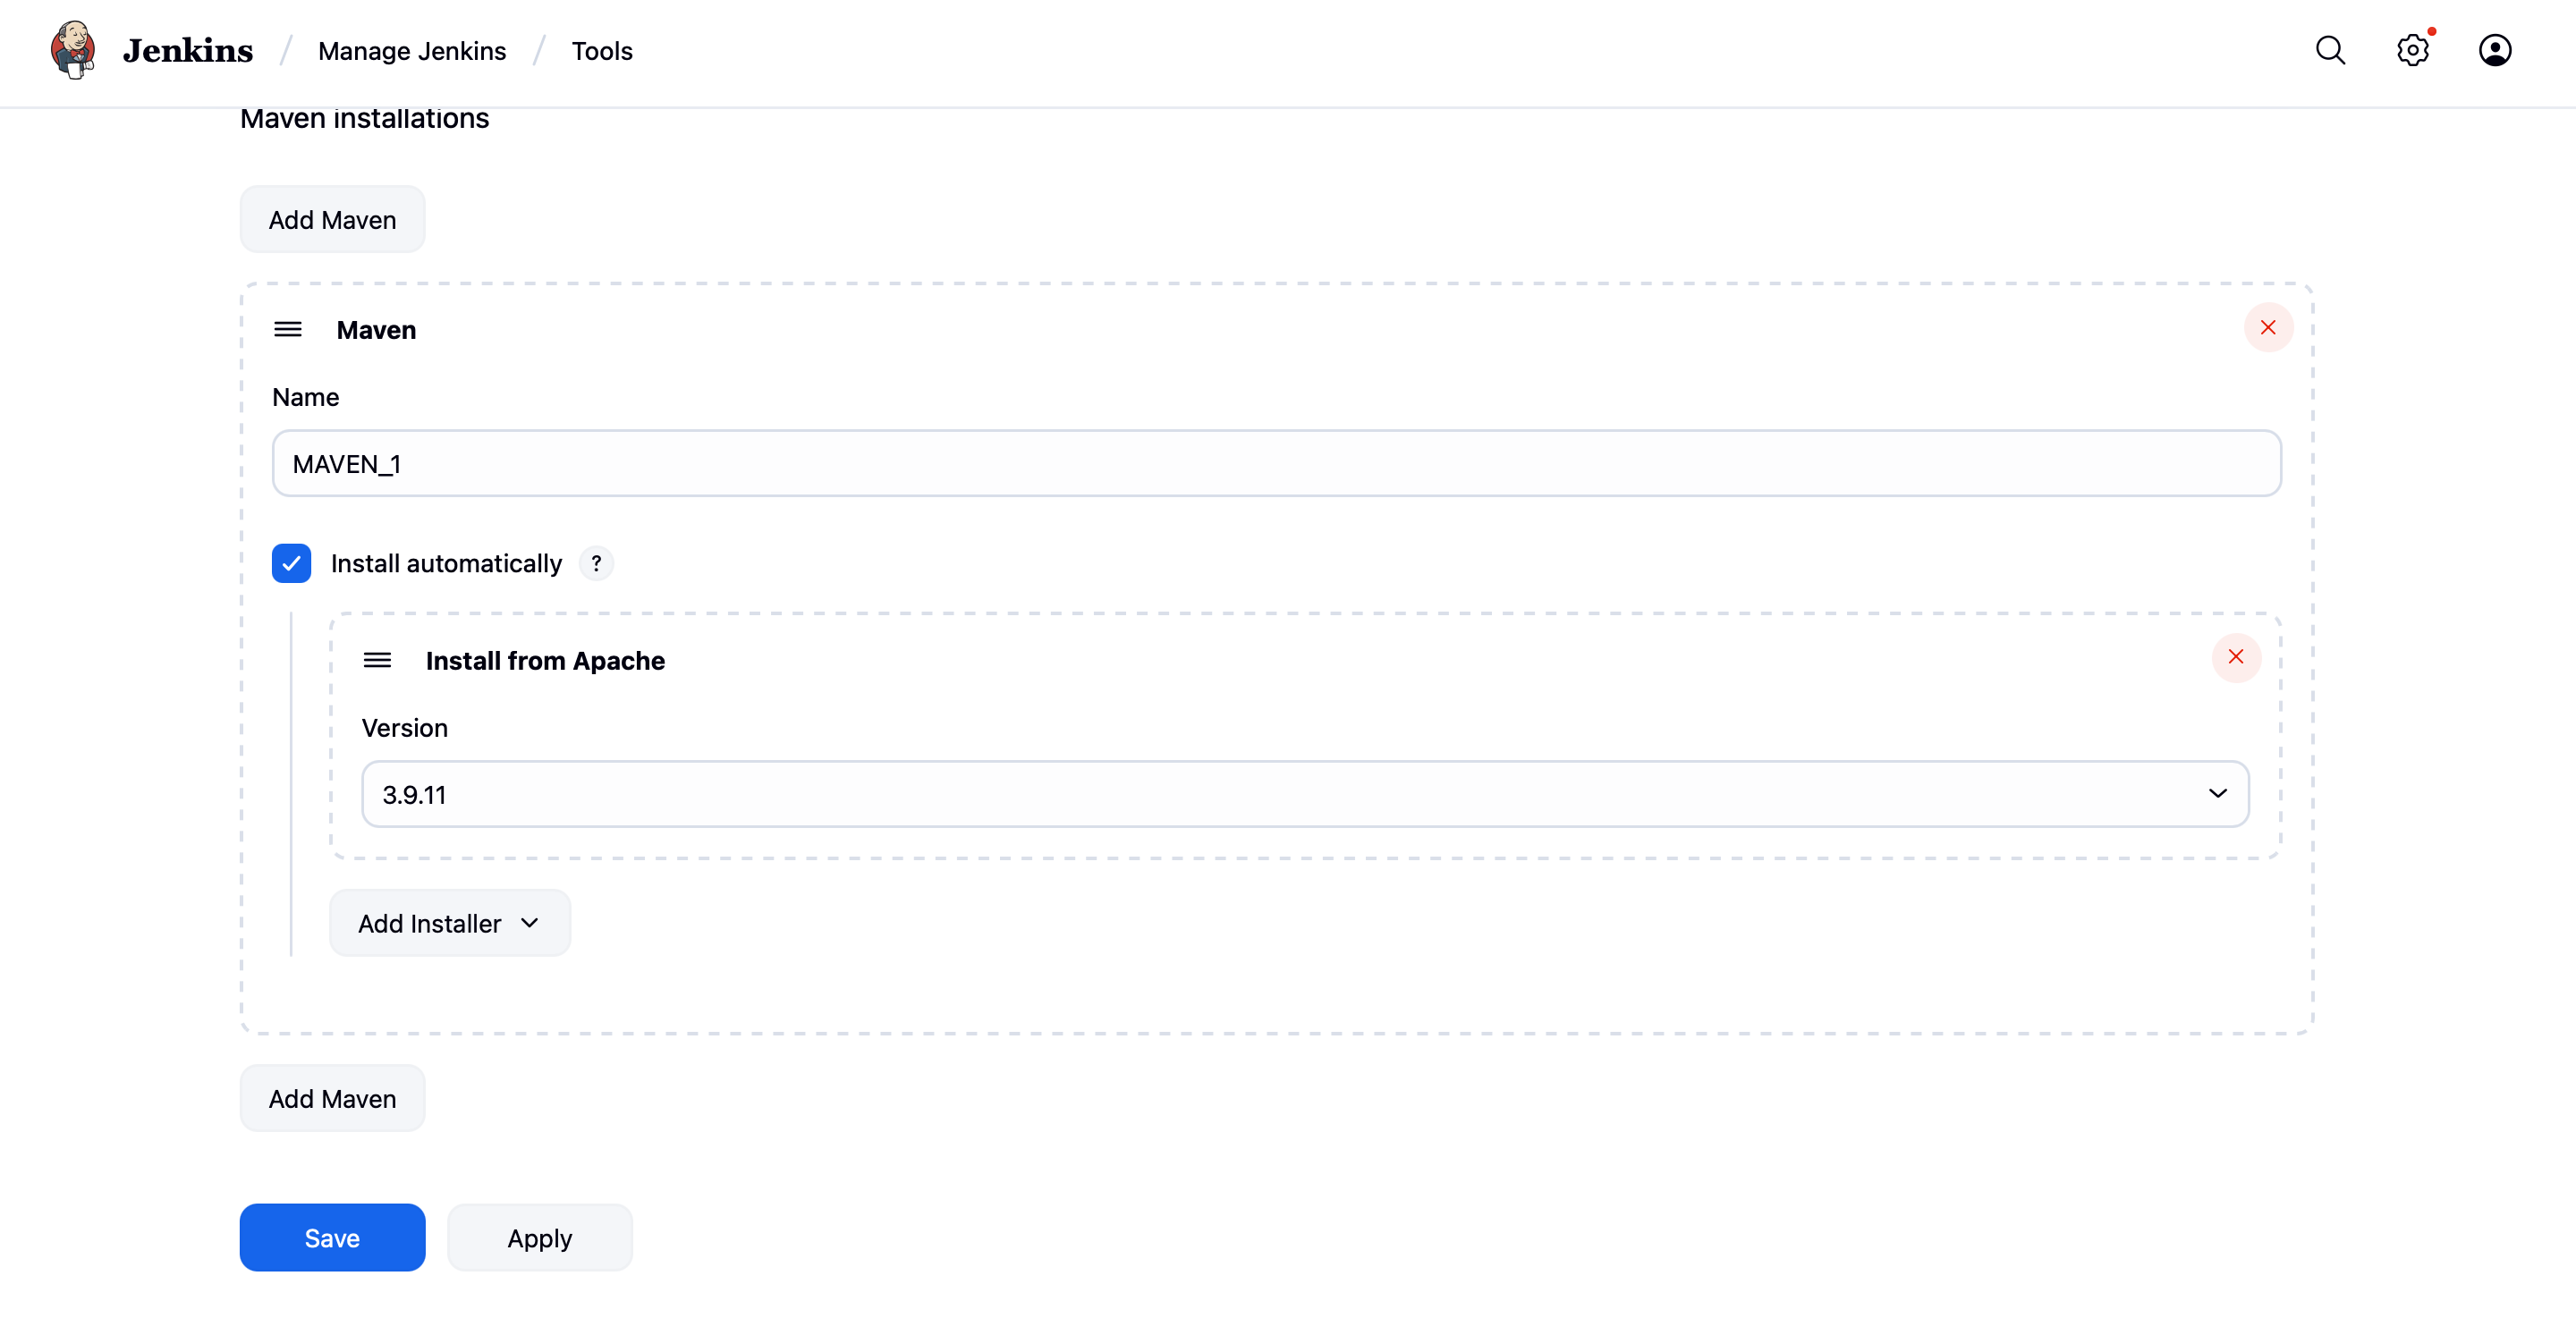 Jenkins / Manage Jenkins / Tools
Maven installations
Add Maven
Maven
Name
MAVEN_1
Install automatically ?
Install from Apache
Version
3.9.11
Add Installer
Add Maven
Save Apply